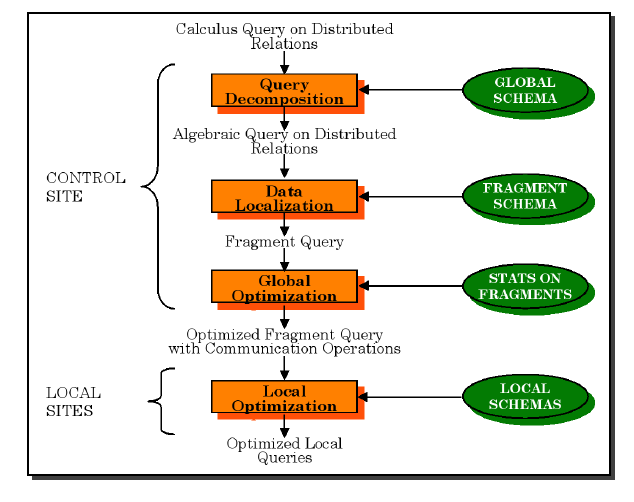 Calculus Query on Distributed
Relations
Query
Decomposition
GLOBAL
SCHEMA
Algebraic Query on Distributed
Relations
CONTROL
SITE
Data
Localization
FRAGMENT
SCHEMA
Fragment Query
Global
Optimization
STATS ON
FRAGMENTS
Optimized Fragment Query
with Communication Operations
LOCAL
SITES
Local
Optimization
LOCAL
SCHEMAS
Optimized Local
Queries